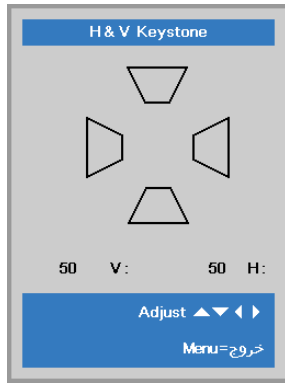 H & V Keystone
H: 50 V: 50
Adjust ▲▼◄►
خروج=Menu